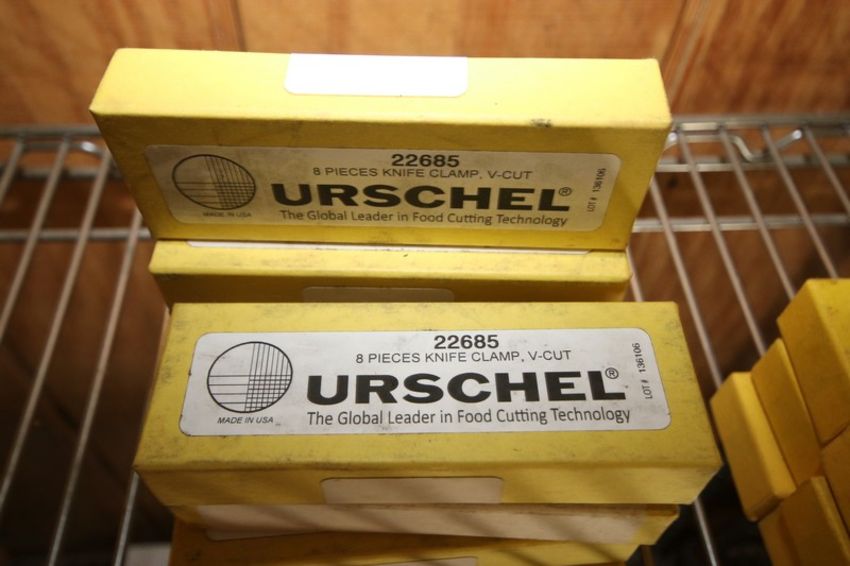 22685
8 PIECES KNIFE CLAMP, V-CUT
URSCHEL®
The Global Leader in Food Cutting Technology
MADE IN USA
LOT# 136106
22685
8 PIECES KNIFE CLAMP, V-CUT
URSCHEL®
The Global Leader in Food Cutting Technology
MADE IN USA
LOT# 136106